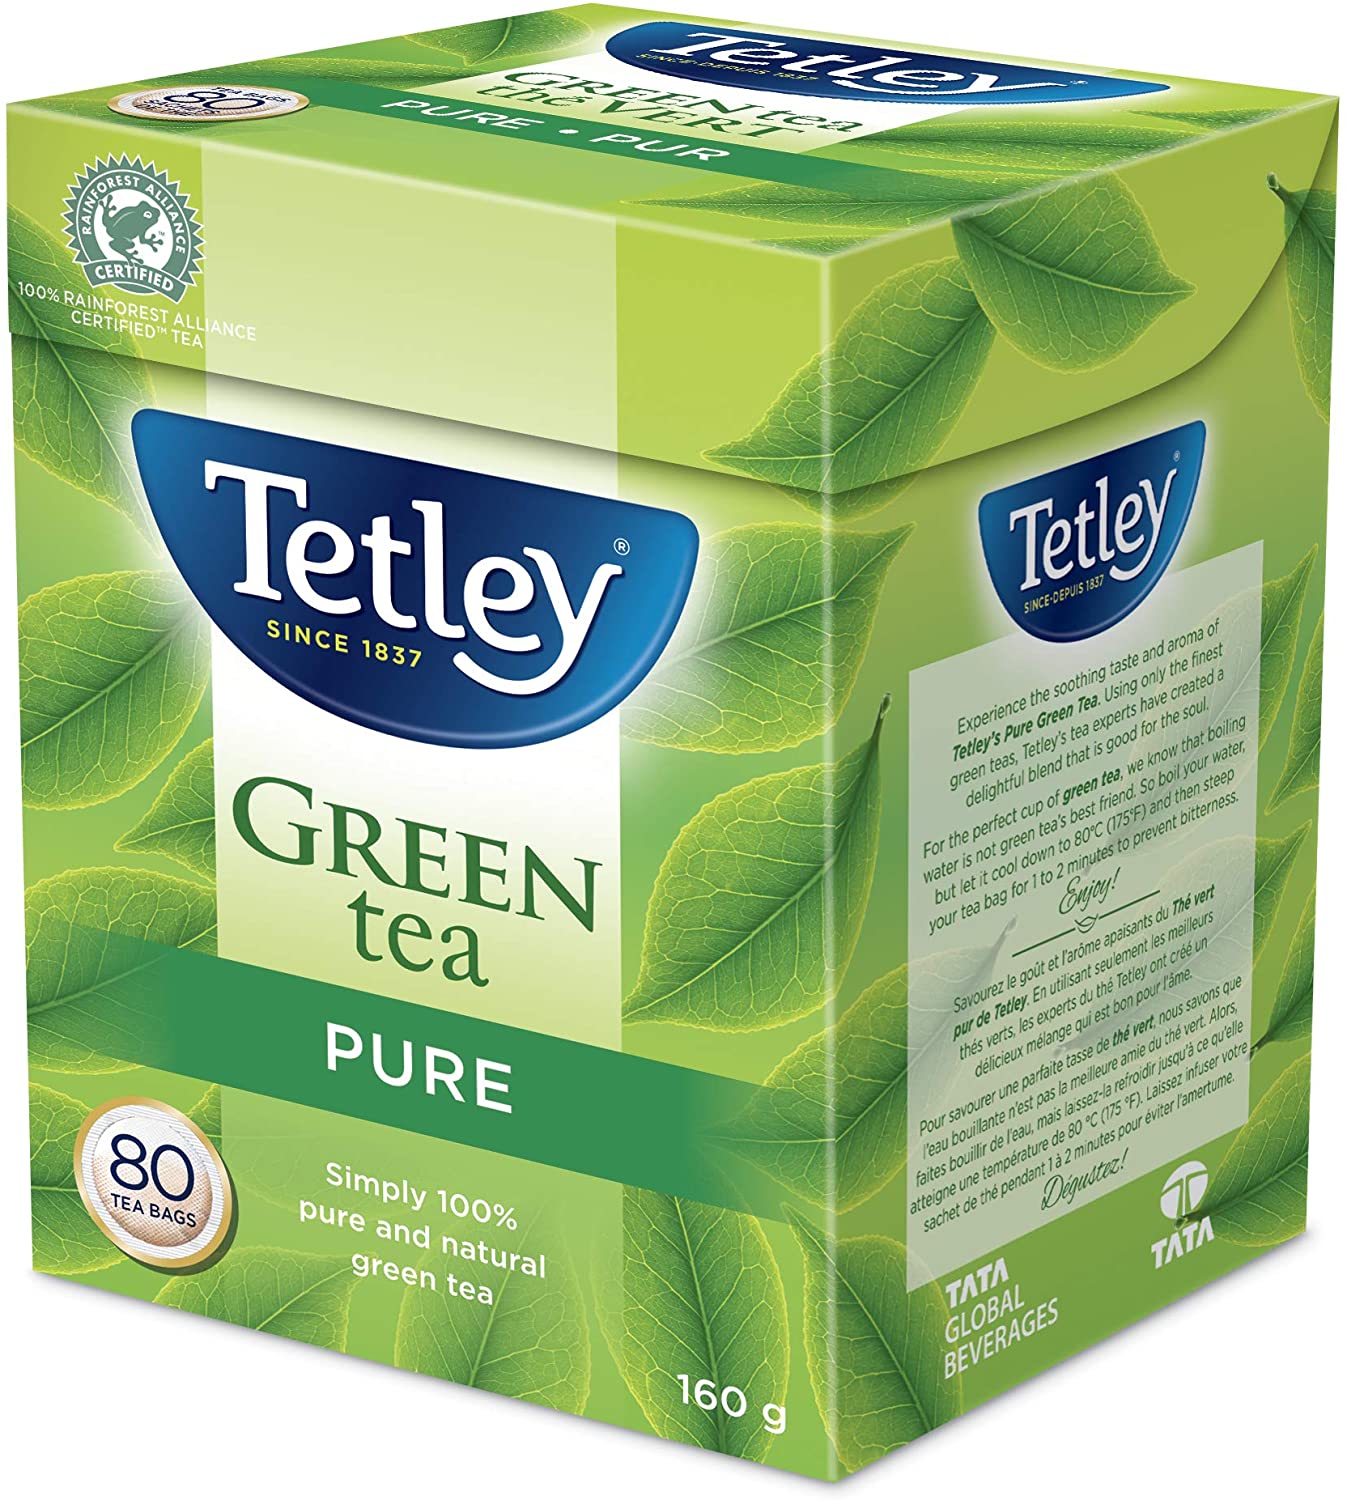 Tetley®
SINCE-DEPUIS 1837
GREEN tea
thé VERT
PURE • PUR
80
TEA BAGS
RAINFOREST ALLIANCE
CERTIFIED
100% RAINFOREST ALLIANCE
CERTIFIED™ TEA
Tetley®
SINCE 1837
GREEN
tea
PURE
80
TEA BAGS
Simply 100%
pure and natural
green tea
160 g
Tetley®
SINCE-DEPUIS 1837
Experience the soothing taste and aroma of
Tetley's Pure Green Tea. Using only the finest
green teas, Tetley's tea experts have created a
delightful blend that is good for the soul.
For the perfect cup of green tea, we know that boiling
water is not green tea's best friend. So boil your water,
but let it cool down to 80°C (175°F) and then steep
your tea bag for 1 to 2 minutes to prevent bitterness.
Enjoy!
Savourez le goût et l'arôme apaisants du Thé vert
pur de Tetley. En utilisant seulement les meilleurs
thés verts, les experts du thé Tetley ont créé un
délicieux mélange qui est bon pour l'âme.
Pour savourer une parfaite tasse de thé vert, nous savons que
l'eau bouillante n'est pas la meilleure amie du thé vert. Alors,
faites bouillir de l'eau, mais laissez-la refroidir jusqu'à ce qu'elle
atteigne une température de 80 °C (175 °F). Laissez infuser votre
sachet de thé pendant 1 à 2 minutes pour éviter l'amertume.
Dégustez!
TATA
GLOBAL
BEVERAGES
TATA